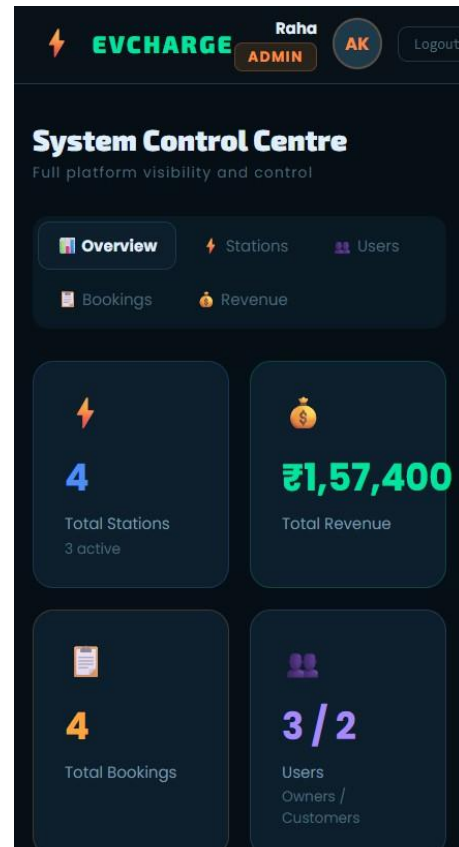 EVCHARGE
Raha
ADMIN
AK
Logout
System Control Centre
Full platform visibility and control
Overview
Stations
Users
Bookings
Revenue
4
Total Stations
3 active
₹1,57,400
Total Revenue
4
Total Bookings
3 / 2
Users
Owners /
Customers